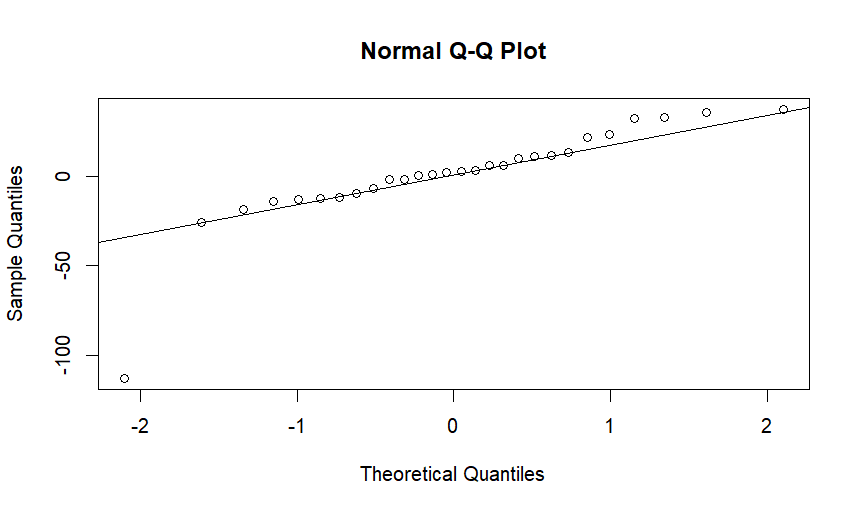 Normal Q-Q Plot
Sample Quantiles
0
-50
-100
-2
-1
0
1
2
Theoretical Quantiles